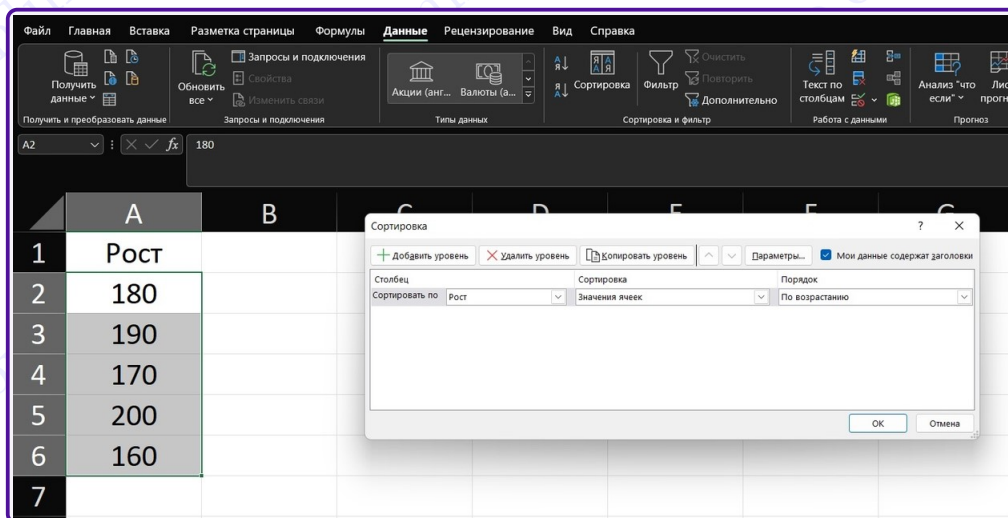 Файл Главная Вставка Разметка страницы Формулы Данные Рецензирование Вид Справка
Получить данные
Обновить все
Запросы и подключения
Свойства
Изменить связи
Акции (анг... Валюты (а...
Сортировка
Фильтр
Очистить
Повторить
Дополнительно
Текст по столбцам
Анализ "что если"
Лис
прогн
Получить и преобразовать данные Запросы и подключения Типы данных Сортировка и фильтр Работа с данными Прогноз
A2 fx 180
A B
1 Рост
2 180
3 190
4 170
5 200
6 160
7
Сортировка ? X
Добавить уровень Удалить уровень Копировать уровень Параметры... Мои данные содержат заголовки
Столбец Сортировка Порядок
Сортировать по Рост Значения ячеек По возрастанию
ОК Отмена